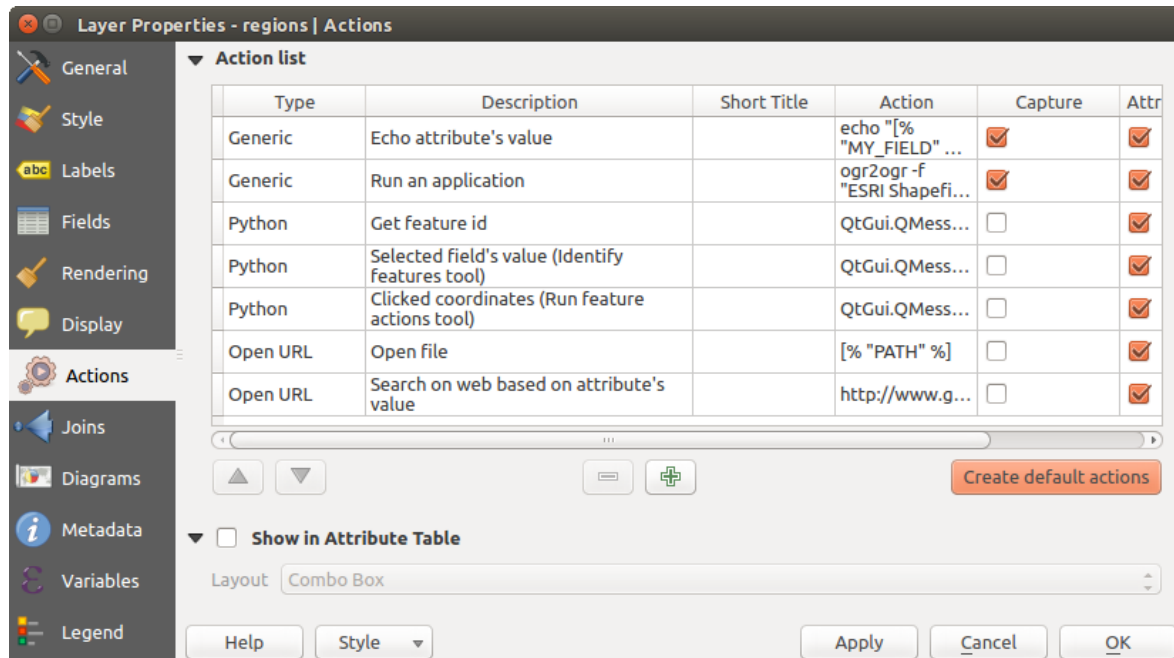 Layer Properties - regions | Actions
General
Style
abc Labels
Fields
Rendering
Display
Actions
Joins
Diagrams
Metadata
Variables
Legend
Action list
Type Description Short Title Action Capture Attr
Generic Echo attribute's value echo "[%
"MY_FIELD" ...
Generic Run an application ogr2ogr -f
"ESRI Shapefi...
Python Get feature id QtGui.QMess...
Python Selected field's value (Identify
features tool) QtGui.QMess...
Python Clicked coordinates (Run feature
actions tool) QtGui.QMess...
Open URL Open file [% "PATH" %]
Open URL Search on web based on attribute's
value http://www.g...
Create default actions
Show in Attribute Table
Layout Combo Box
Help Style Apply Cancel OK